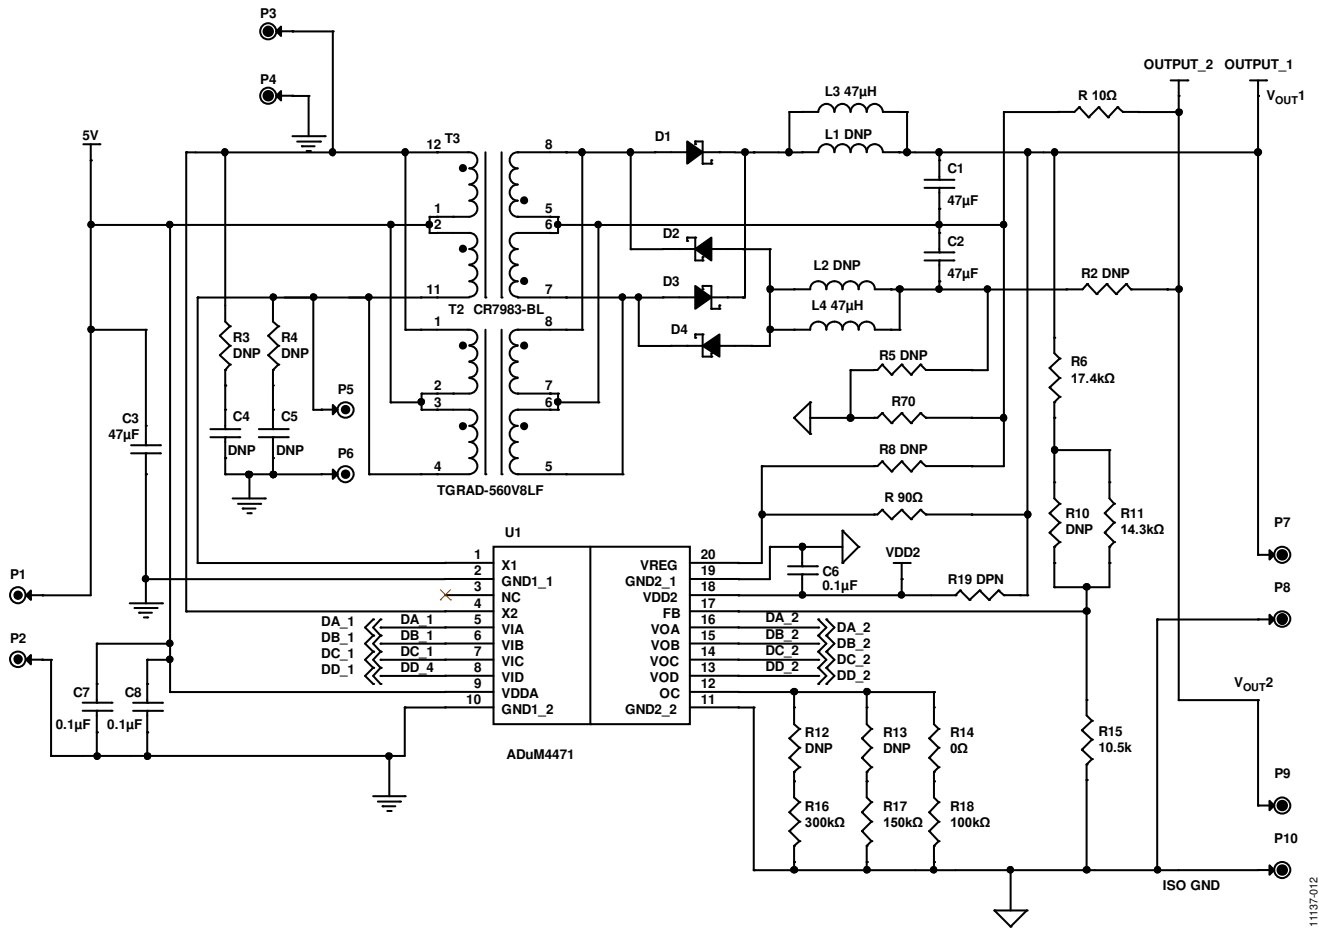 P3
P4
5V
T3
12
1
2
11
8
5
6
7
T2 CR7983-BL
1
2
3
4
8
7
6
5
TGRAD-560V8LF
D1
D2
D3
D4
L3 47µH
L1 DNP
L2 DNP
L4 47µH
C1
47µF
C2
47µF
R 10Ω
OUTPUT_2
OUTPUT_1
VOUT1
R2 DNP
R3
DNP
R4
DNP
C3
47µF
C4
DNP
C5
DNP
P5
P6
R5 DNP
R70
R8 DNP
R 90Ω
R6
17.4kΩ
R10
DNP
R11
14.3kΩ
P7
P8
P1
P2
U1
1 X1
2 GND1_1
3 NC
4 X2
5 VIA
6 VIB
7 VIC
8 VID
9 VDDA
10 GND1_2
VREG 20
GND2_1 19
VDD2 18
FB 17
VOA 16
VOB 15
VOC 14
VOD 13
OC 12
GND2_2 11
ADuM4471
DA_1 DA_1
DB_1 DB_1
DC_1 DC_1
DD_1 DD_4
DA_2 DA_2
DB_2 DB_2
DC_2 DC_2
DD_2 DD_2
C6
0.1µF
VDD2
R19 DPN
C7
0.1µF
C8
0.1µF
R12
DNP
R13
DNP
R14
0Ω
R16
300kΩ
R17
150kΩ
R18
100kΩ
R15
10.5k
VOUT2
P9
P10
ISO GND
11137-012